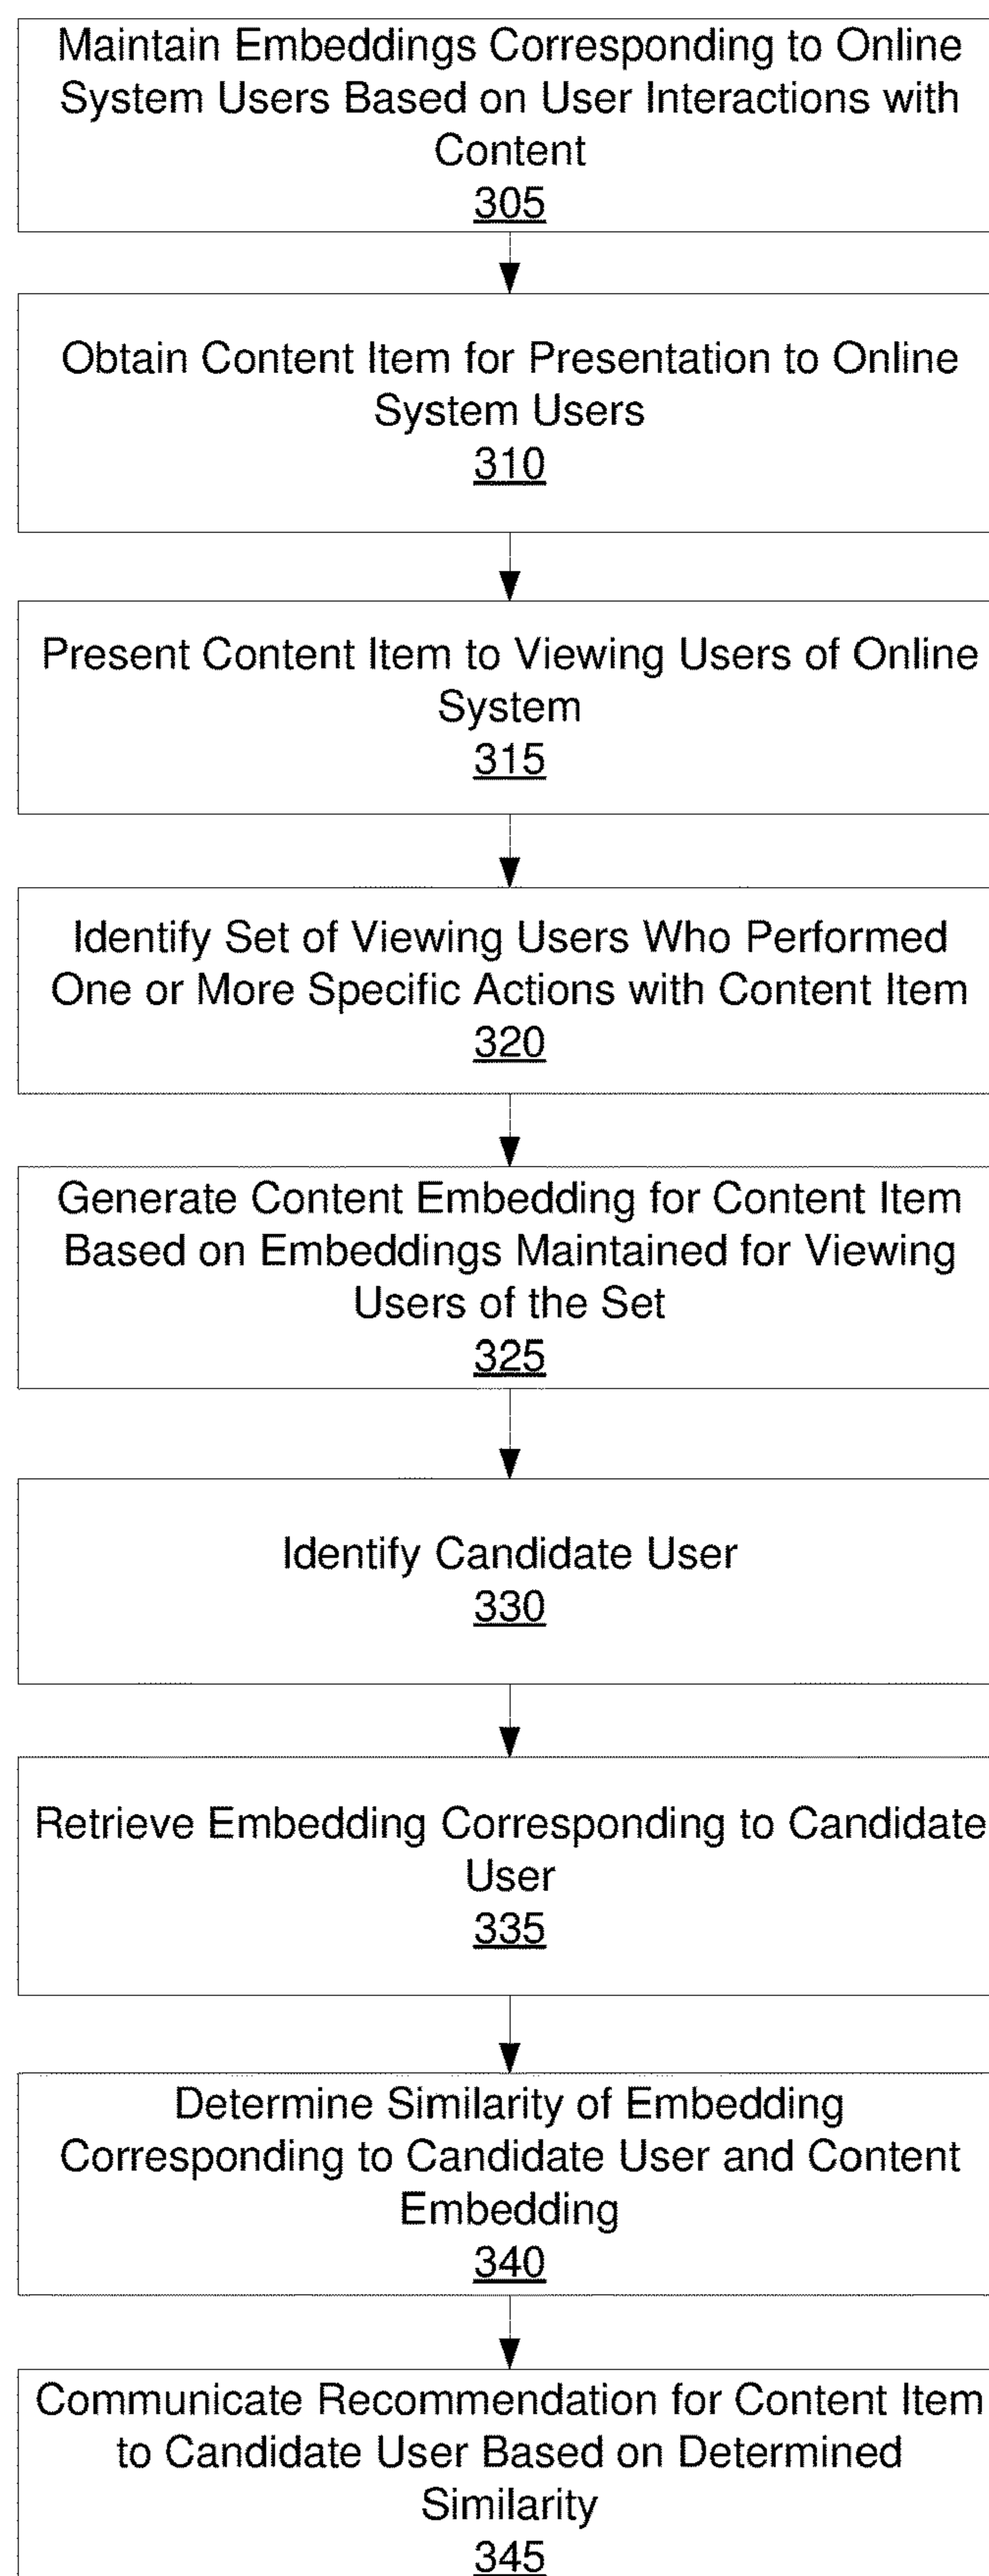 Maintain Embeddings Corresponding to Online
System Users Based on User Interactions with
Content
305
Obtain Content Item for Presentation to Online
System Users
310
Present Content Item to Viewing Users of Online
System
315
Identify Set of Viewing Users Who Performed
One or More Specific Actions with Content Item
320
Generate Content Embedding for Content Item
Based on Embeddings Maintained for Viewing
Users of the Set
325
Identify Candidate User
330
Retrieve Embedding Corresponding to Candidate
User
335
Determine Similarity of Embedding
Corresponding to Candidate User and Content
Embedding
340
Communicate Recommendation for Content Item
to Candidate User Based on Determined
Similarity
345